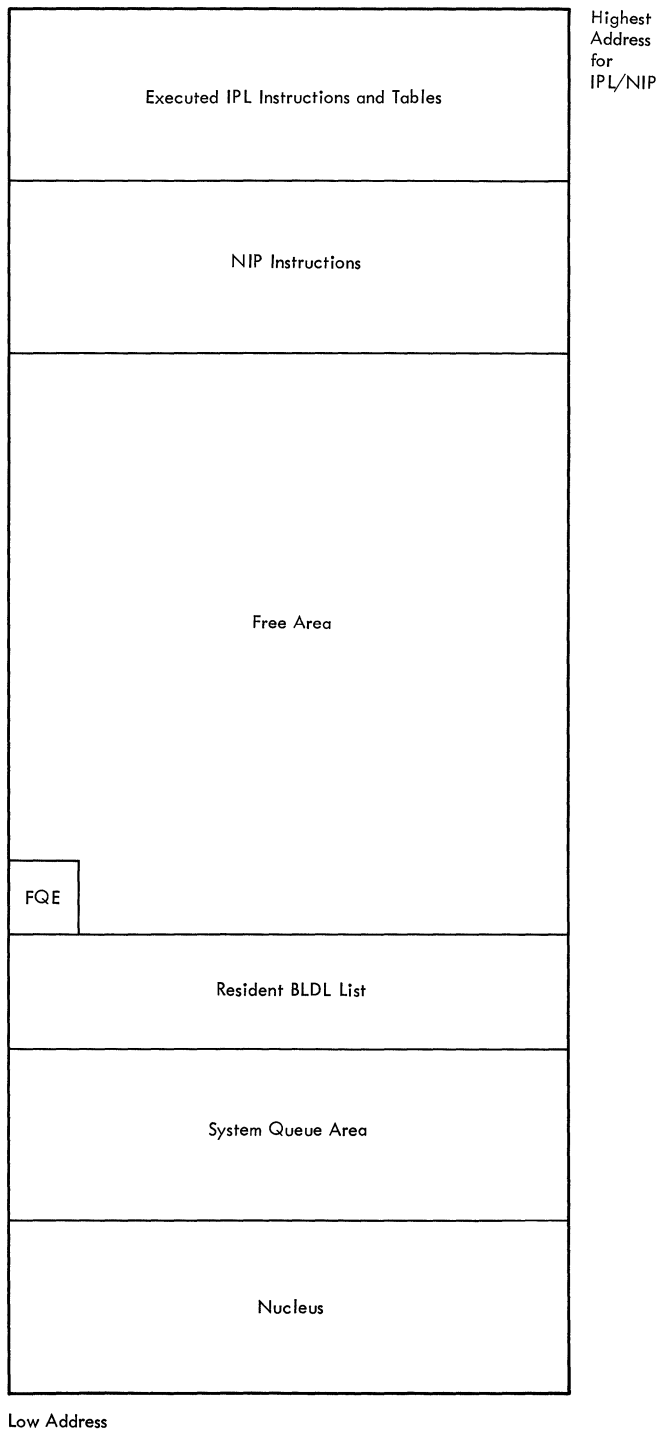 Highest
Address
for
IPL/NIP
Executed IPL Instructions and Tables
NIP Instructions
Free Area
FQE
Resident BLDL List
System Queue Area
Nucleus
Low Address